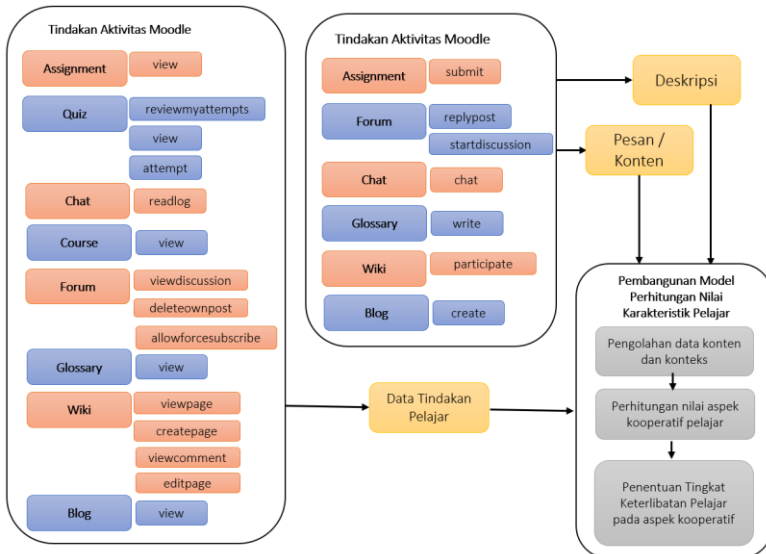 Tindakan Aktivitas Moodle
Assignment
view
Quiz
reviewmyattempts
view
attempt
Chat
readlog
Course
view
Forum
viewdiscussion
deleteownpost
allowforcesubscribe
Glossary
view
Wiki
viewpage
createpage
viewcomment
editpage
Blog
view
Tindakan Aktivitas Moodle
Assignment
submit
Forum
replypost
startdiscussion
Chat
chat
Glossary
write
Wiki
participate
Blog
create
Deskripsi
Pesan /
Konten
Data Tindakan
Pelajar
Pembangunan Model
Perhitungan Nilai
Karakteristik Pelajar
Pengolahan data konten
dan konteks
Perhitungan nilai aspek
kooperatif pelajar
Penentuan Tingkat
Keterlibatan Pelajar
pada aspek kooperatif